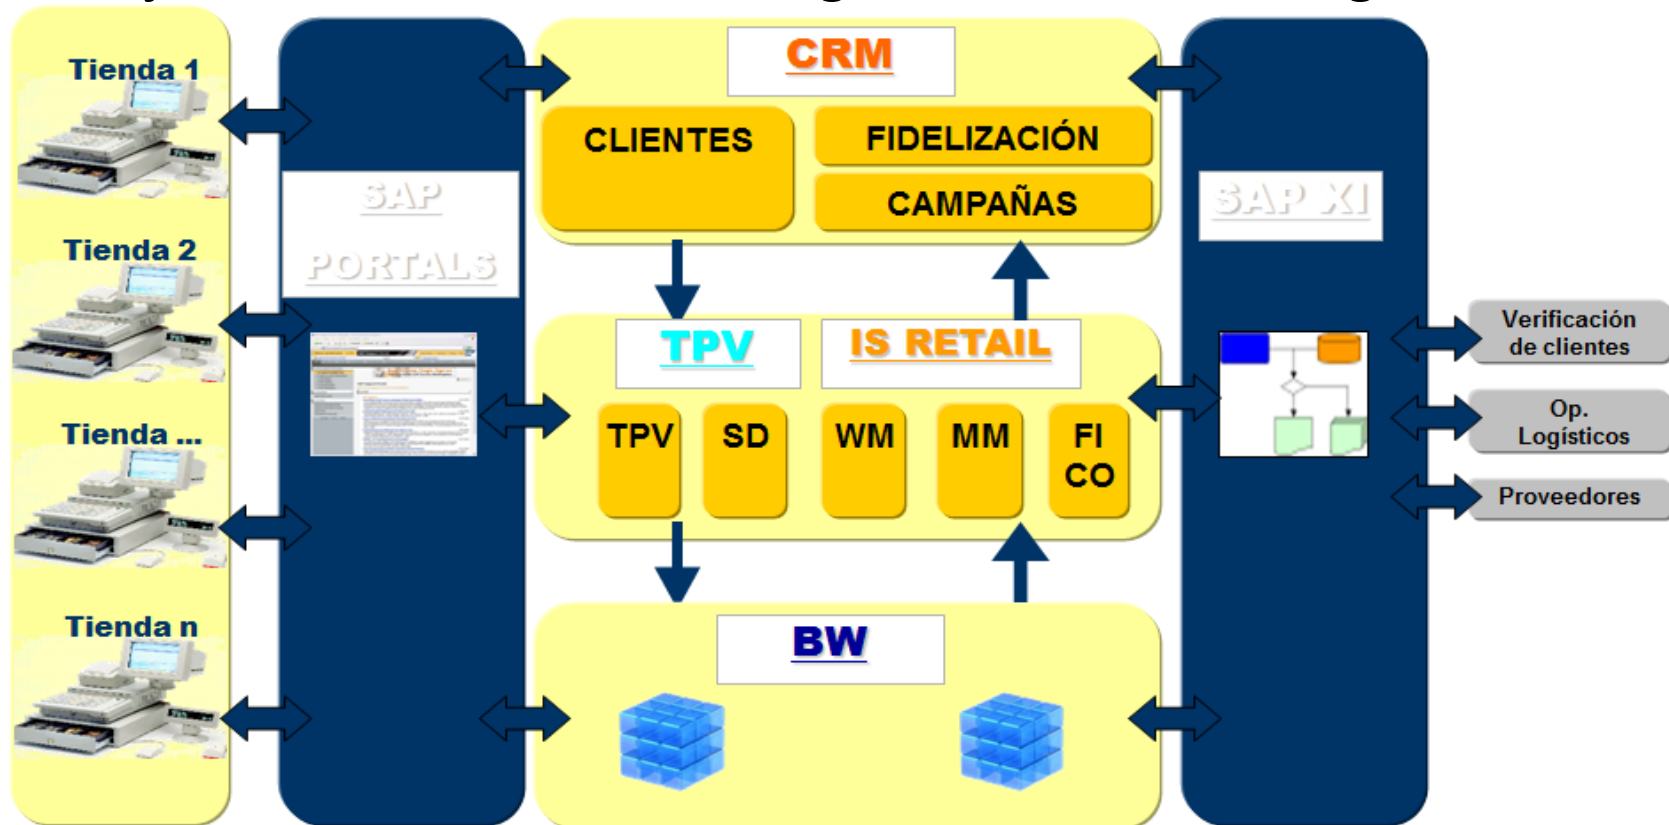 Tienda 1
Tienda 2
Tienda ...
Tienda n
SAP
PORTALS
CRM
CLIENTES
FIDELIZACIÓN
CAMPAÑAS
TPV
IS RETAIL
TPV
SD
WM
MM
FI
CO
BW
SAP XI
Verificación
de clientes
Op.
Logísticos
Proveedores